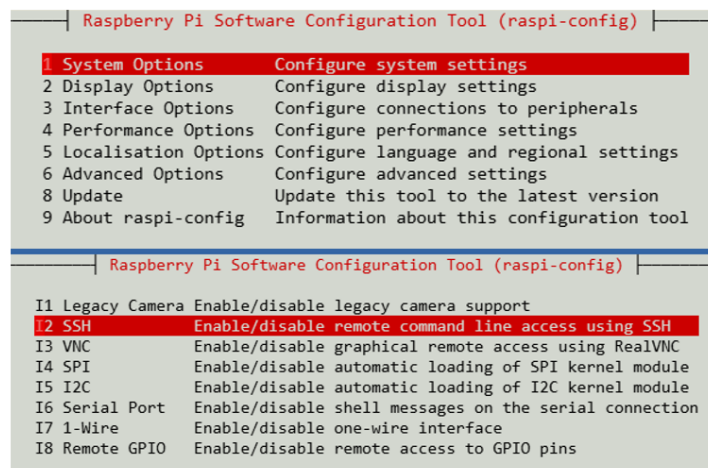 Raspberry Pi Software Configuration Tool (raspi-config)
1 System Options Configure system settings
2 Display Options Configure display settings
3 Interface Options Configure connections to peripherals
4 Performance Options Configure performance settings
5 Localisation Options Configure language and regional settings
6 Advanced Options Configure advanced settings
8 Update Update this tool to the latest version
9 About raspi-config Information about this configuration tool
Raspberry Pi Software Configuration Tool (raspi-config)
I1 Legacy Camera Enable/disable legacy camera support
I2 SSH Enable/disable remote command line access using SSH
I3 VNC Enable/disable graphical remote access using RealVNC
I4 SPI Enable/disable automatic loading of SPI kernel module
I5 I2C Enable/disable automatic loading of I2C kernel module
I6 Serial Port Enable/disable shell messages on the serial connection
I7 1-Wire Enable/disable one-wire interface
I8 Remote GPIO Enable/disable remote access to GPIO pins